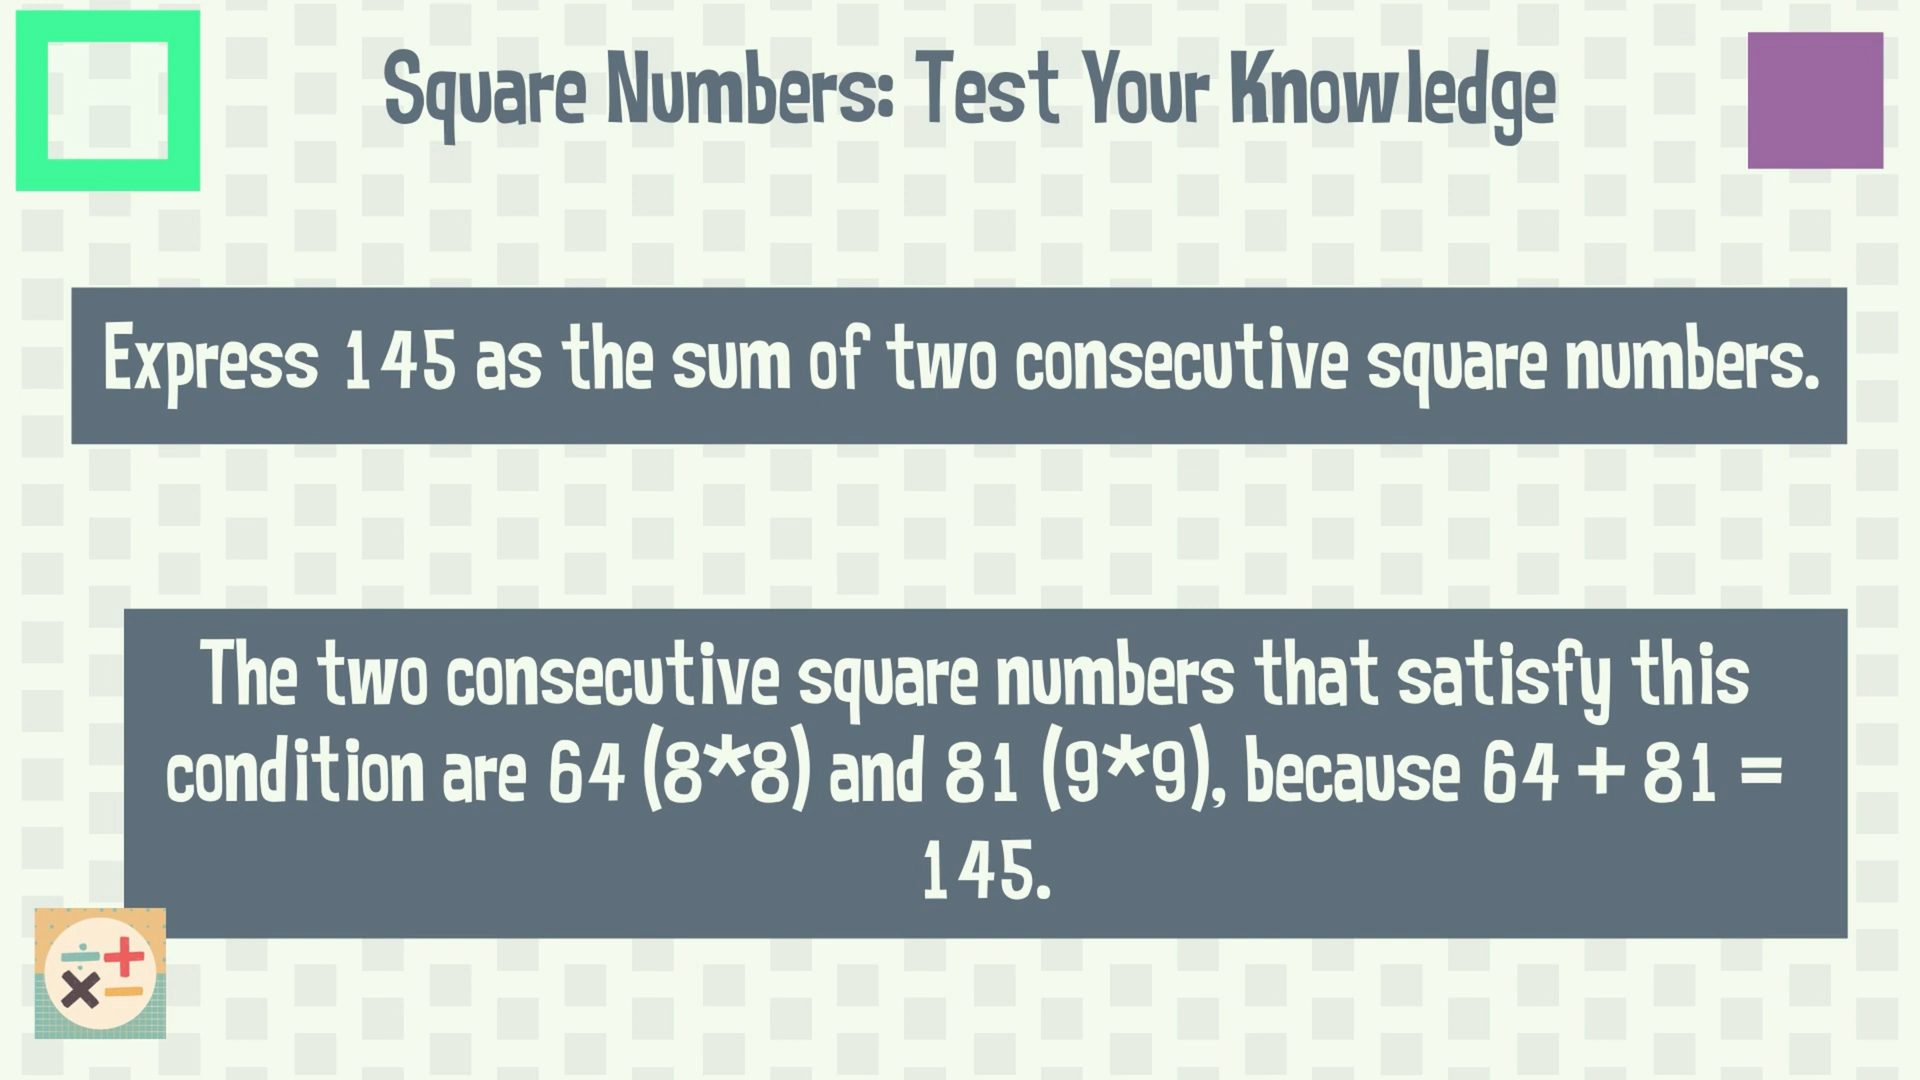 Square Numbers: Test Your Knowledge
Express 145 as the sum of two consecutive square numbers.
The two consecutive square numbers that satisfy this
condition are 64 (8*8) and 81 (9*9), because 64 + 81 =
145.